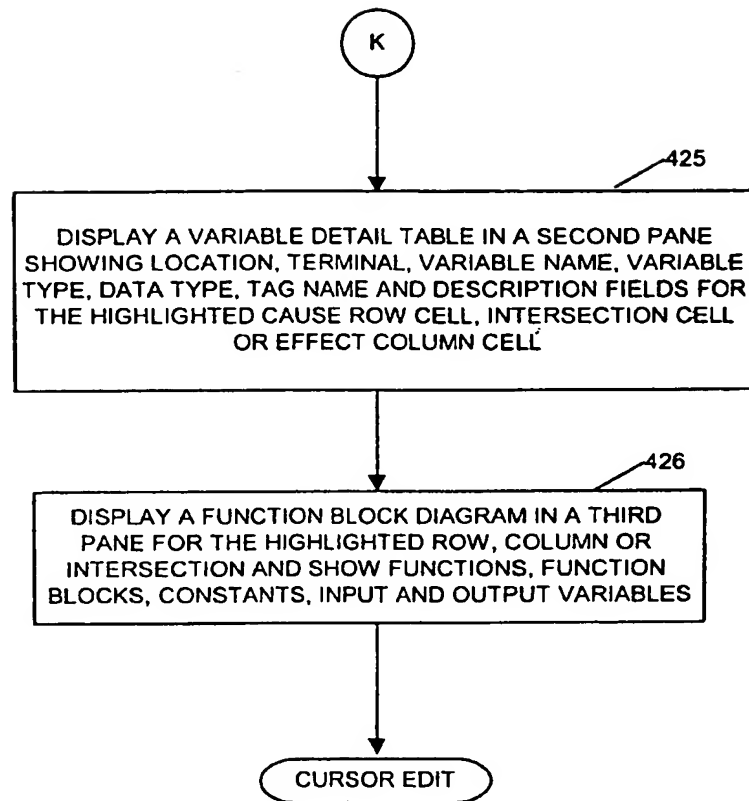 K
425
DISPLAY A VARIABLE DETAIL TABLE IN A SECOND PANE
SHOWING LOCATION, TERMINAL, VARIABLE NAME, VARIABLE
TYPE, DATA TYPE, TAG NAME AND DESCRIPTION FIELDS FOR
THE HIGHLIGHTED CAUSE ROW CELL, INTERSECTION CELL
OR EFFECT COLUMN CELL
426
DISPLAY A FUNCTION BLOCK DIAGRAM IN A THIRD
PANE FOR THE HIGHLIGHTED ROW, COLUMN OR
INTERSECTION AND SHOW FUNCTIONS, FUNCTION
BLOCKS, CONSTANTS, INPUT AND OUTPUT VARIABLES
CURSOR EDIT